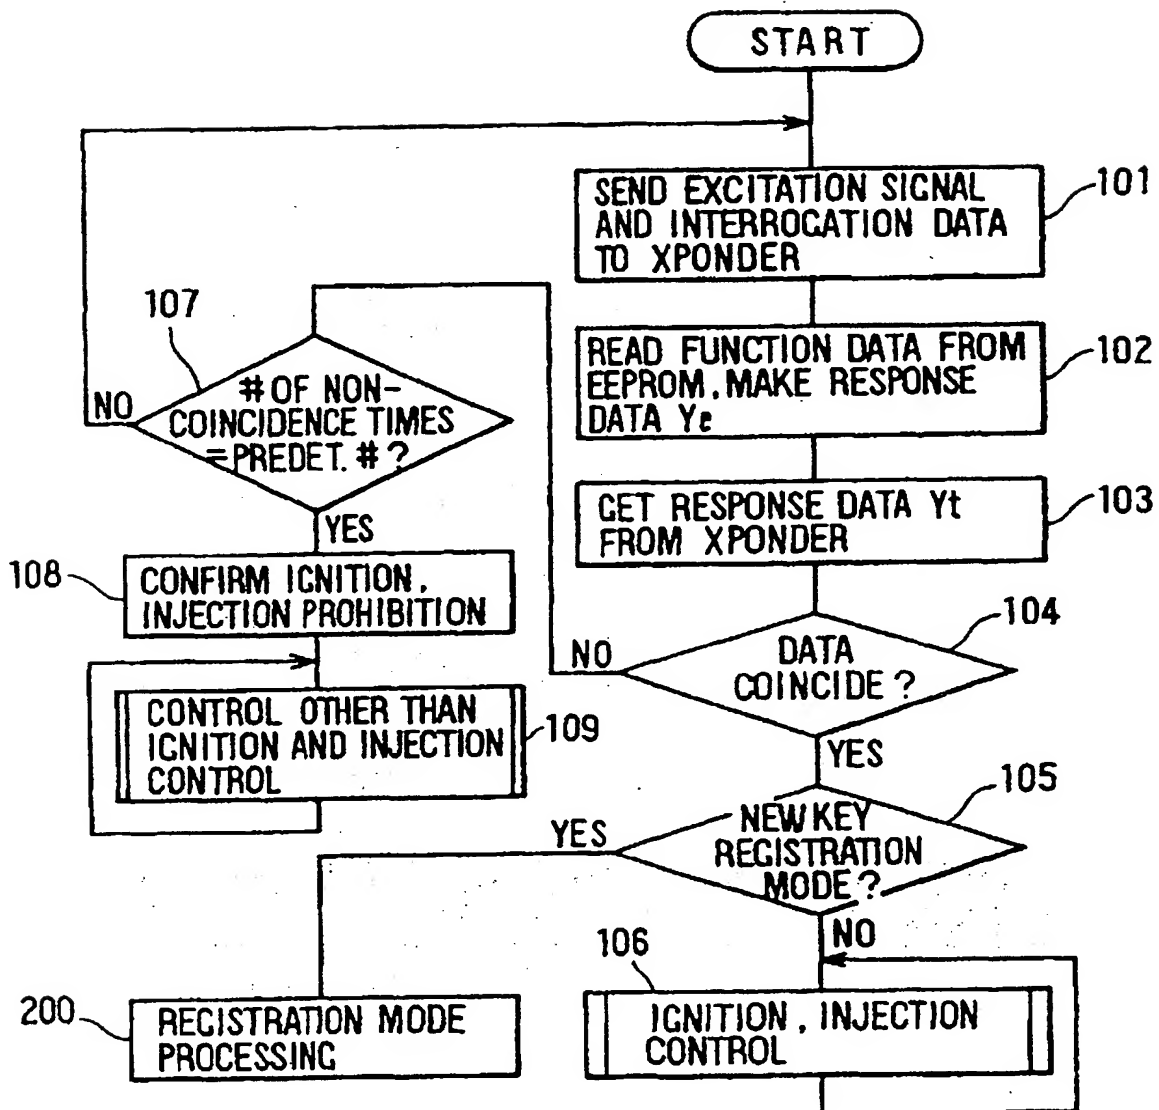 START
SEND EXCITATION SIGNAL
AND INTERROGATION DATA
TO XPONDER
101
READ FUNCTION DATA FROM
EEPROM, MAKE RESPONSE
DATA Ye
102
GET RESPONSE DATA Yt
FROM XPONDER
103
DATA
COINCIDE?
104
NO
YES
107
# OF NON-
COINCIDENCE TIMES
=PREDET. #?
NO
YES
108
CONFIRM IGNITION,
INJECTION PROHIBITION
CONTROL OTHER THAN
IGNITION AND INJECTION
CONTROL
109
NEW KEY
REGISTRATION
MODE?
105
YES
NO
200
REGISTRATION MODE
PROCESSING
106
IGNITION, INJECTION
CONTROL